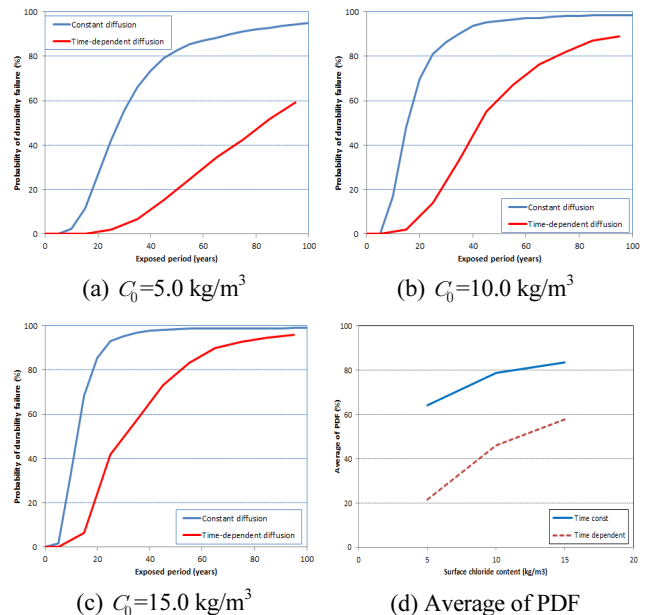 100
80
60
40
20
0
Probability of durability failure (%)
Constant diffusion
Time-dependent diffusion
0 20 40 60 80 100
Exposed period (years)
(a) C₀=5.0 kg/m³
100
80
60
40
20
0
Probability of durability failure (%)
Constant diffusion
Time-dependent diffusion
0 20 40 60 80 100
Exposed period (years)
(b) C₀=10.0 kg/m³
100
80
60
40
20
0
Probability of durability failure (%)
Constant diffusion
Time-dependent diffusion
0 20 40 60 80 100
Exposed period (years)
(c) C₀=15.0 kg/m³
100
80
60
40
20
0
Average of PDF (%)
Time const
Time dependent
0 5 10 15 20
Surface chloride content (kg/m3)
(d) Average of PDF